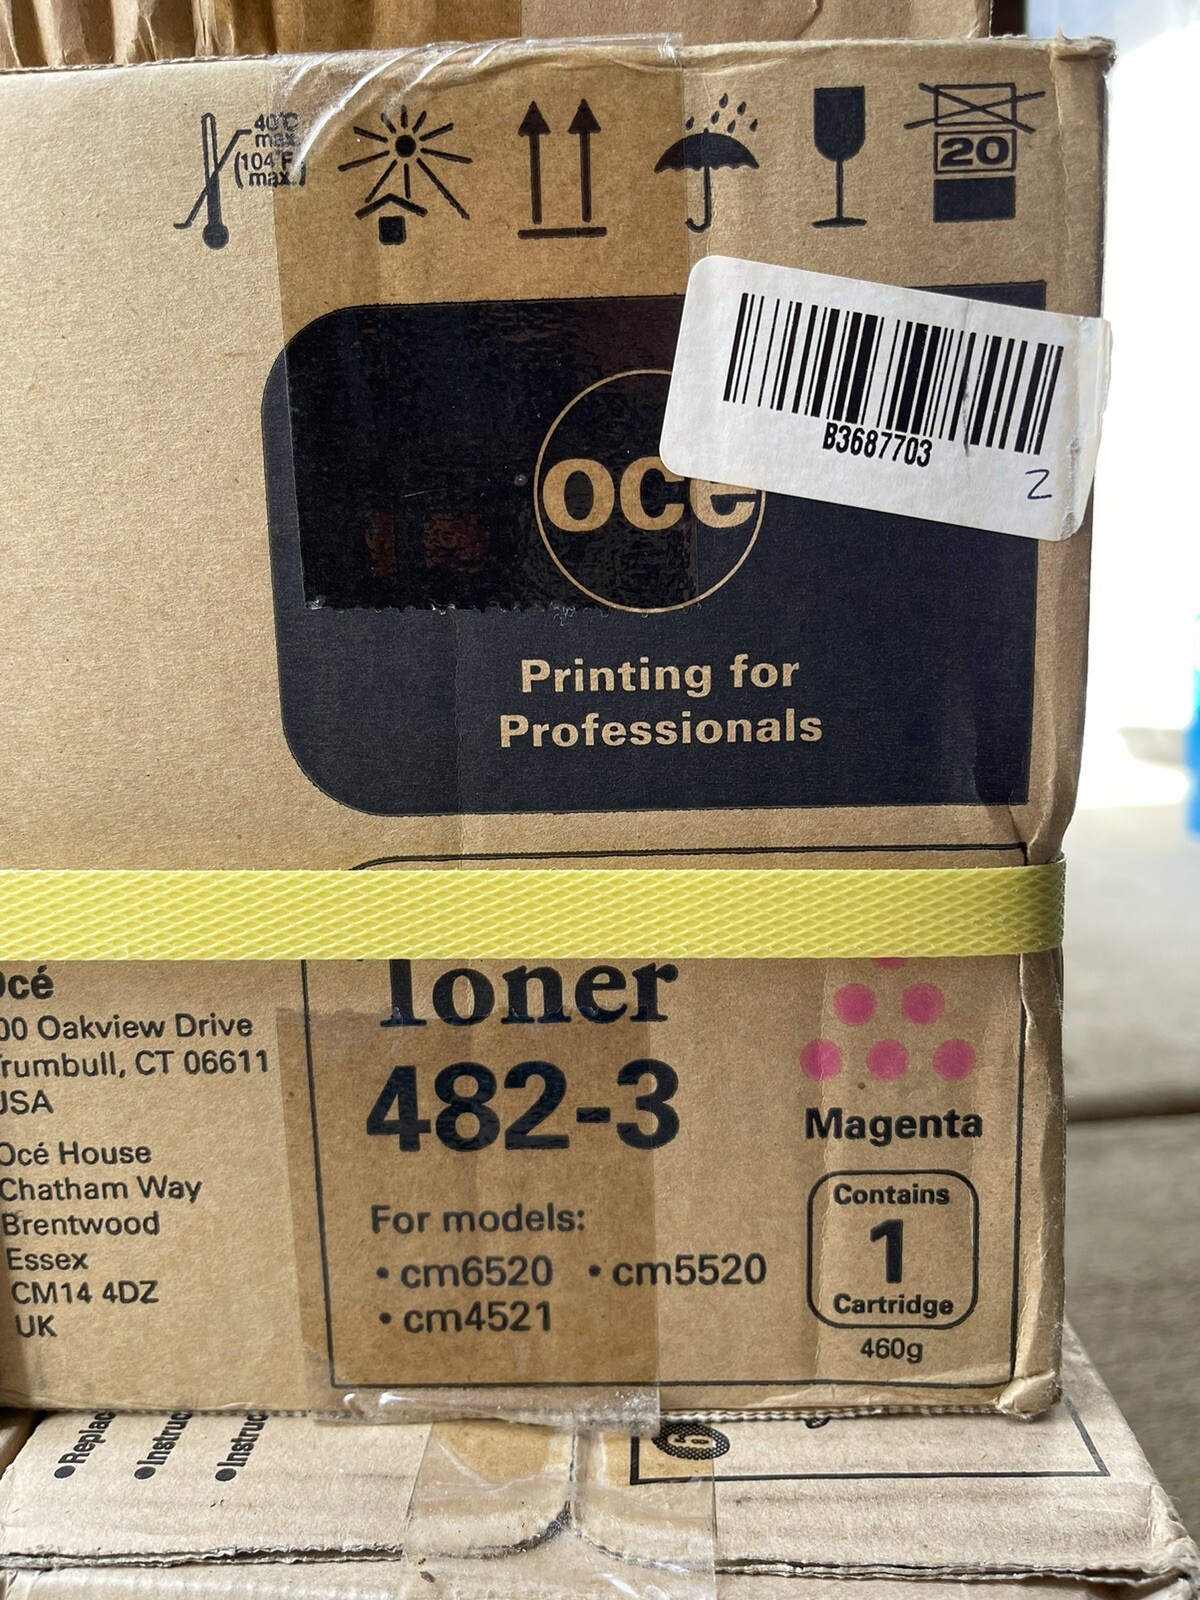 40°C
max.
(104°F
max.)
20
B3687703
2
océ
Printing for
Professionals
Océ
00 Oakview Drive
Trumbull, CT 06611
USA
Océ House
Chatham Way
Brentwood
Essex
CM14 4DZ
UK
Toner
482-3
For models:
• cm6520 • cm5520
• cm4521
Magenta
Contains
1
Cartridge
460g